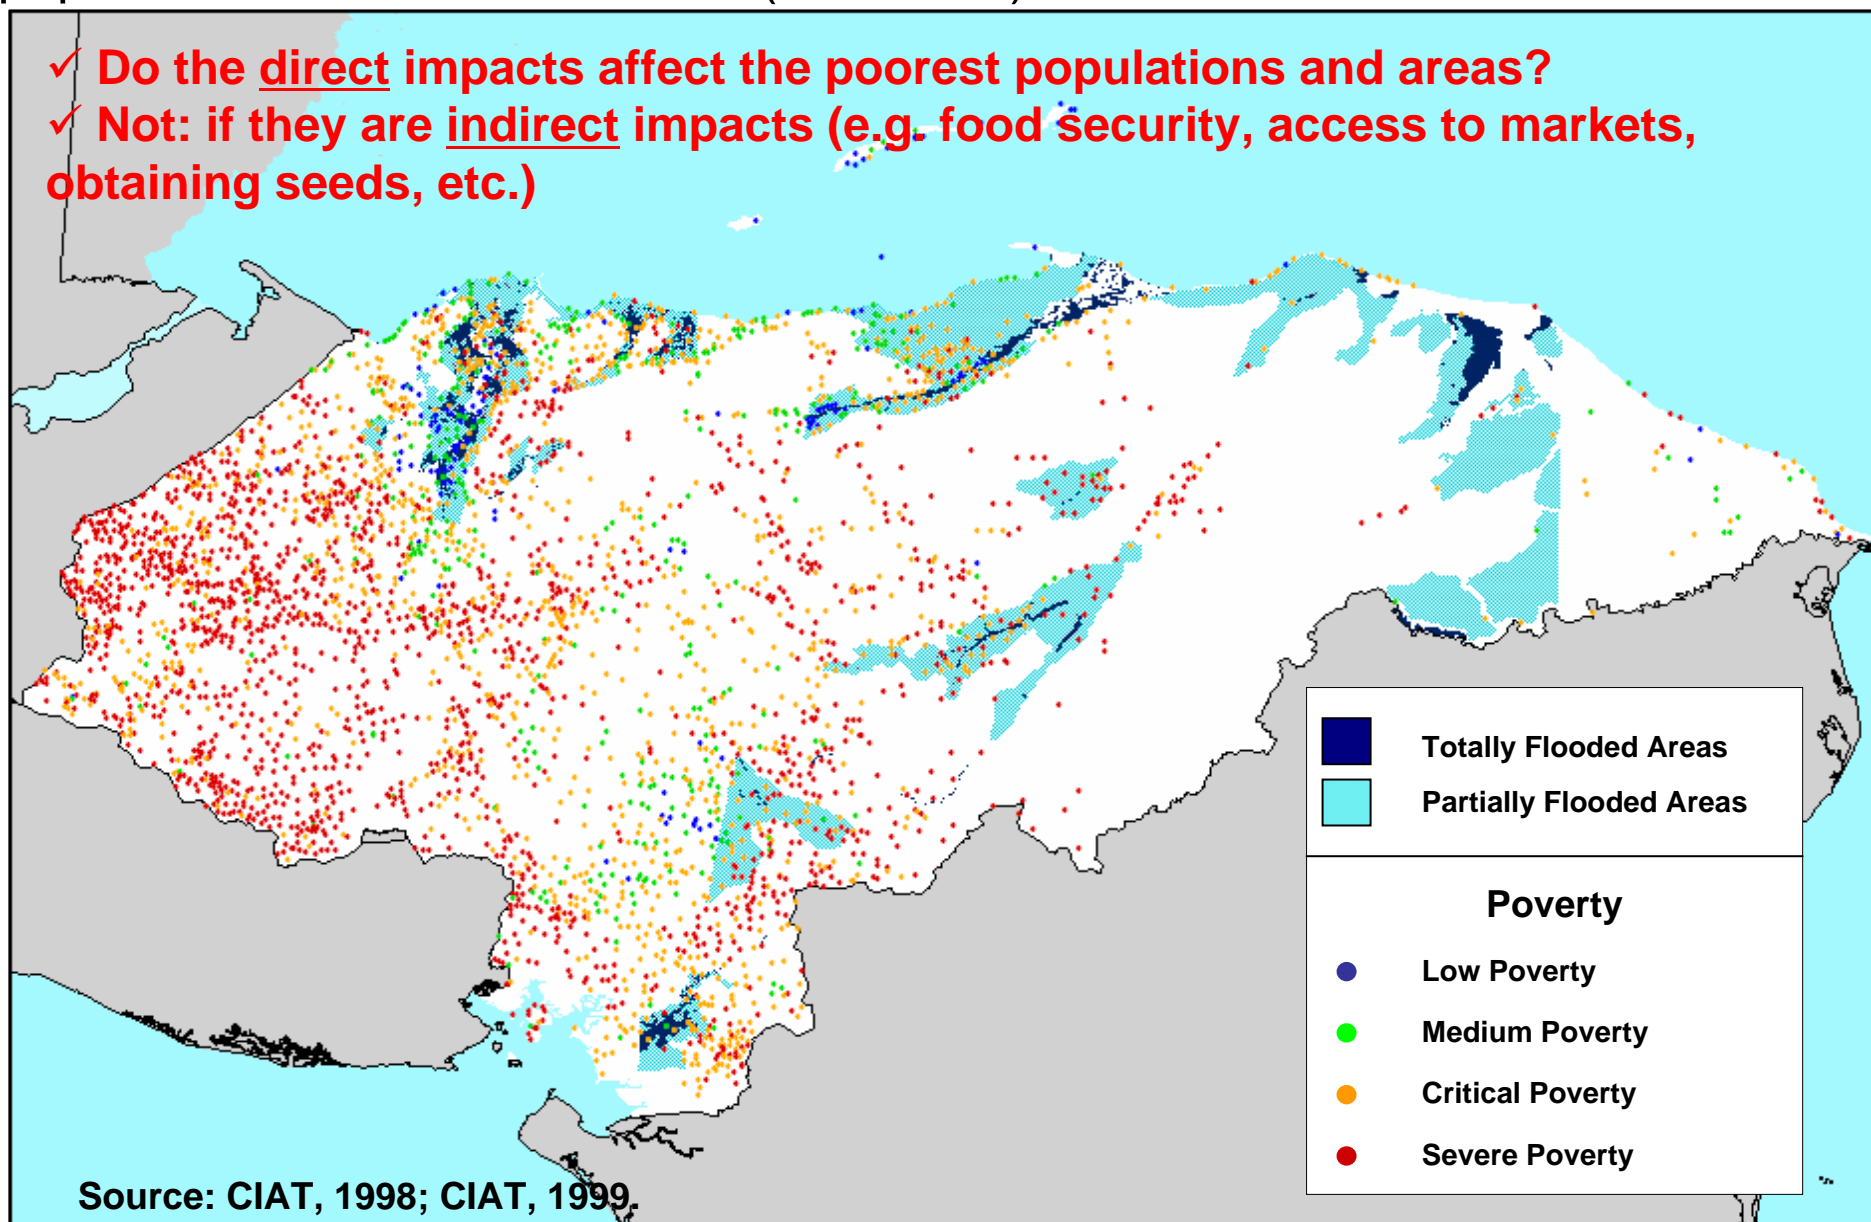 ✓ Do the direct impacts affect the poorest populations and areas?
✓ Not: if they are indirect impacts (e.g. food security, access to markets,
obtaining seeds, etc.)
Totally Flooded Areas
Partially Flooded Areas
Poverty
Low Poverty
Medium Poverty
Critical Poverty
Severe Poverty
Source: CIAT, 1998; CIAT, 1999.